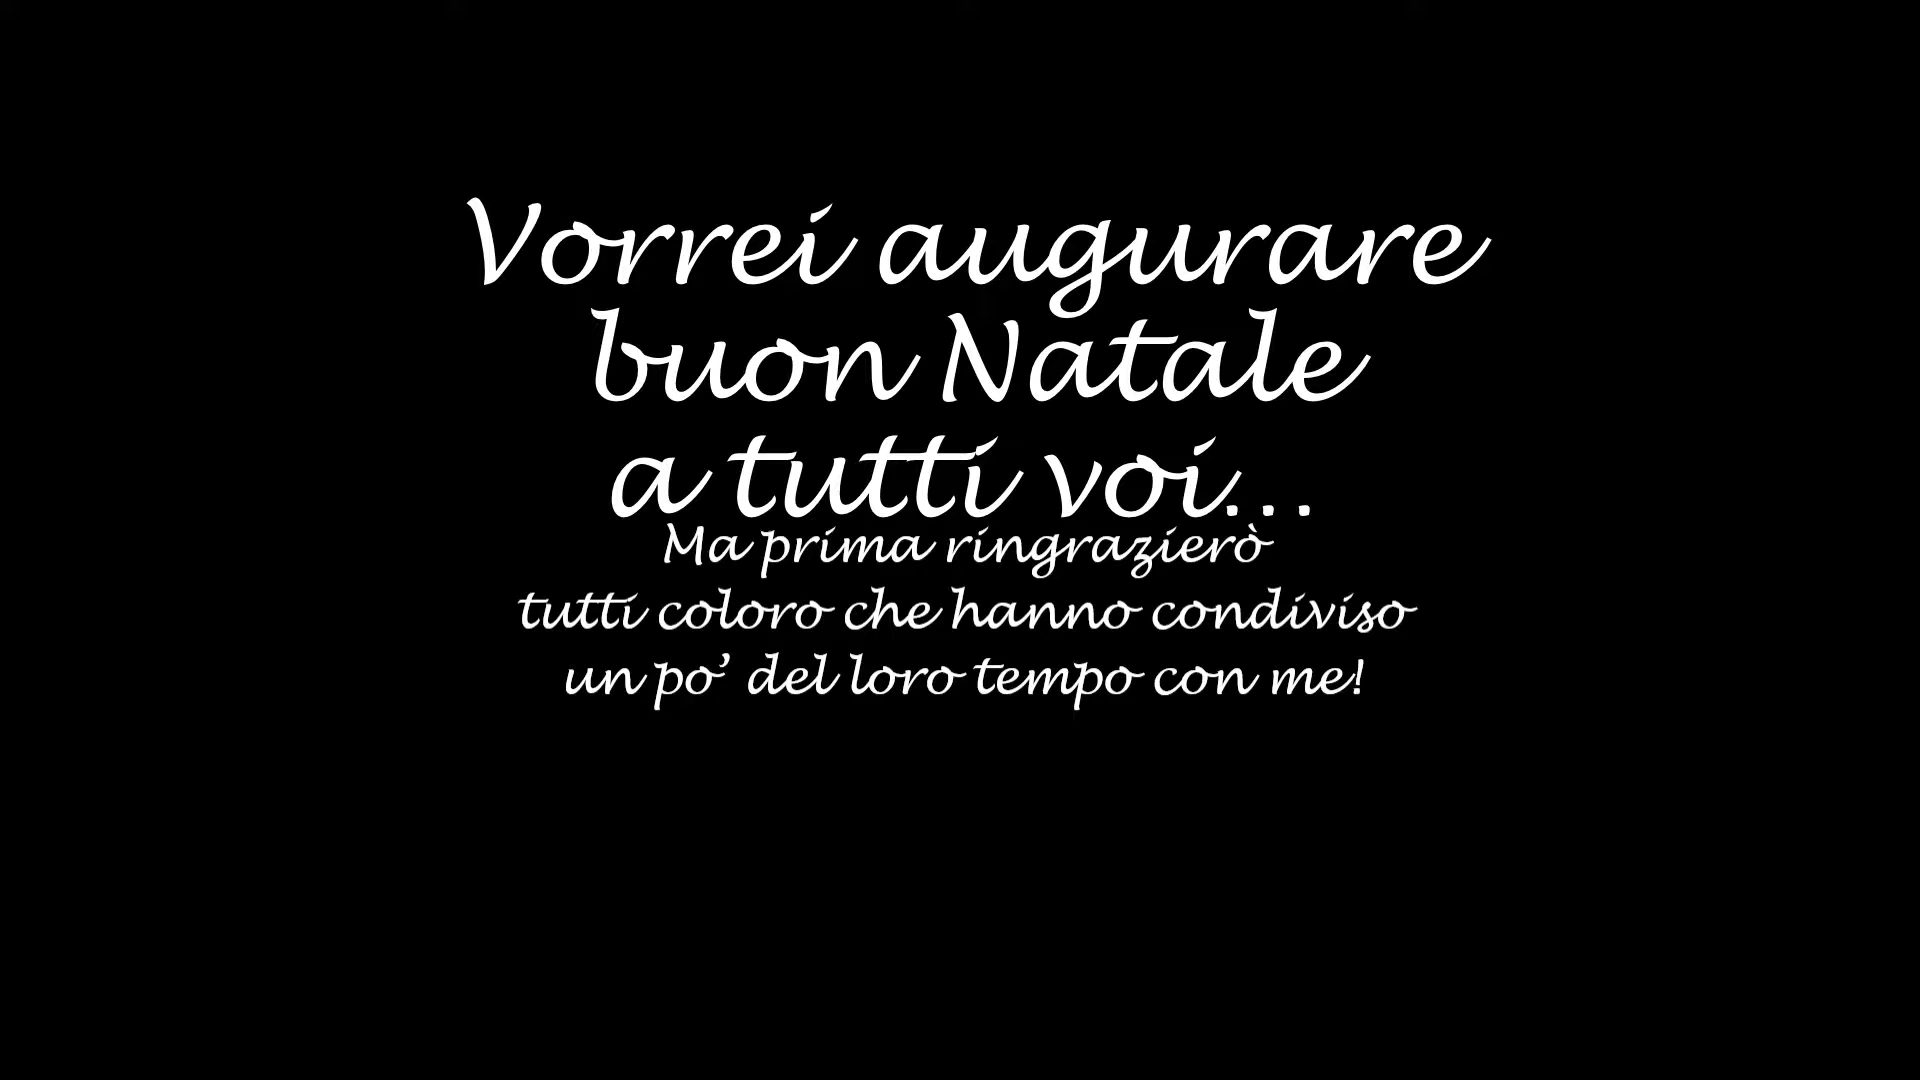 Vorrei augurare
buon Natale
a tutti voi...
Ma prima ringrazierò
tutti coloro che hanno condiviso
un po’ del loro tempo con me!